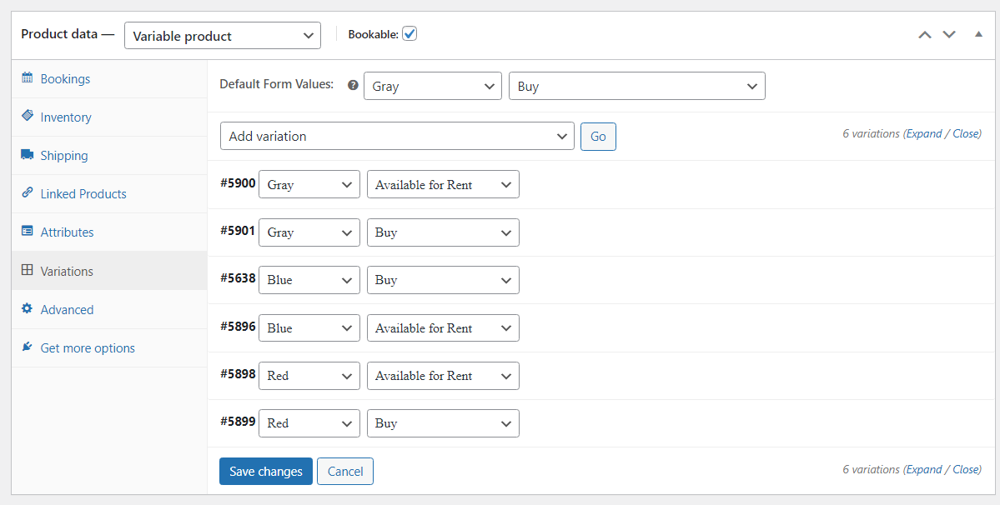 Product data — Variable product Bookable:
Bookings
Inventory
Shipping
Linked Products
Attributes
Variations
Advanced
Get more options
Default Form Values: ? Gray Buy
Add variation Go 6 variations (Expand / Close)
#5900 Gray Available for Rent
#5901 Gray Buy
#5638 Blue Buy
#5896 Blue Available for Rent
#5898 Red Available for Rent
#5899 Red Buy
Save changes Cancel 6 variations (Expand / Close)